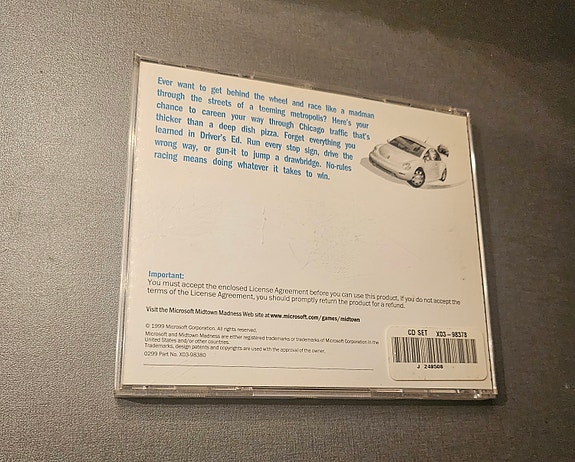 Ever want to get behind the wheel and race like a madman
through the streets of a teeming metropolis? Here's your
chance to careen your way through Chicago traffic that's
thicker than a deep dish pizza. Forget everything you
learned in Driver's Ed. Run every stop sign, drive the
wrong way, or gun-it to jump a drawbridge. No-rules
racing means doing whatever it takes to win.
Important:
You must accept the enclosed License Agreement before you can use this product. If you do not accept the
terms of the License Agreement, you should promptly return the product for a refund.
Visit the Microsoft Midtown Madness Web site at www.microsoft.com/games/midtown
© 1999 Microsoft Corporation. All rights reserved.
Microsoft and Midtown Madness are either registered trademarks or trademarks of Microsoft Corporation in the
United States and/or other countries.
Trademarks, design patents and copyrights are used with the approval of the owner.
0299 Part No. X03-98380
CD SET X03-98378
J 249508